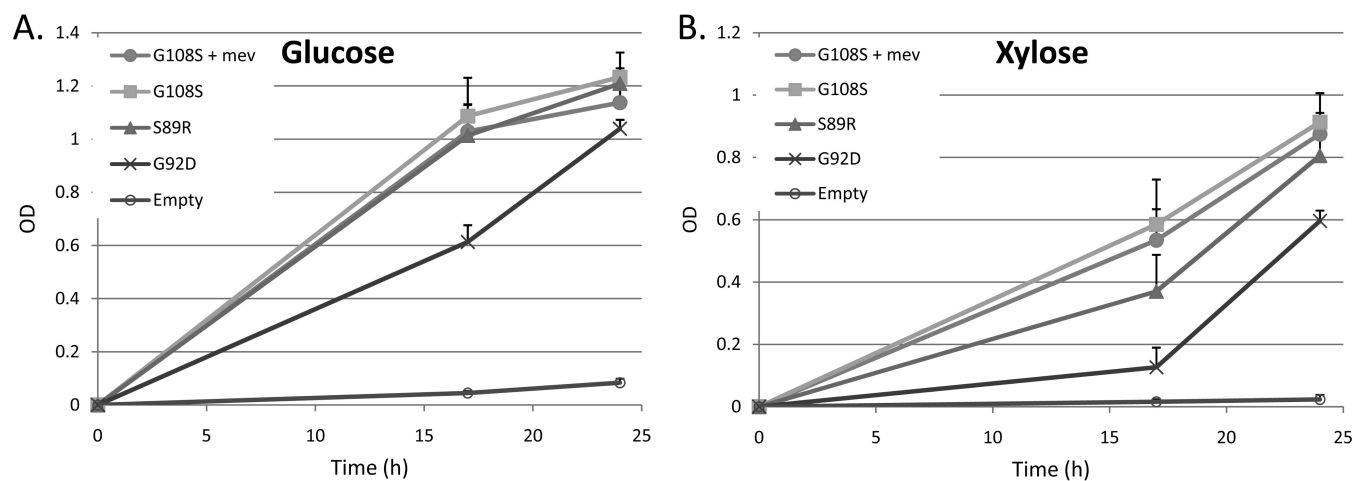 A.
Glucose
1.4
1.2
1
0.8
0.6
0.4
0.2
0
OD
G108S + mev
G108S
S89R
G92D
Empty
0 5 10 15 20 25
Time (h)
B.
Xylose
1.2
1
0.8
0.6
0.4
0.2
0
OD
G108S + mev
G108S
S89R
G92D
Empty
0 5 10 15 20 25
Time (h)